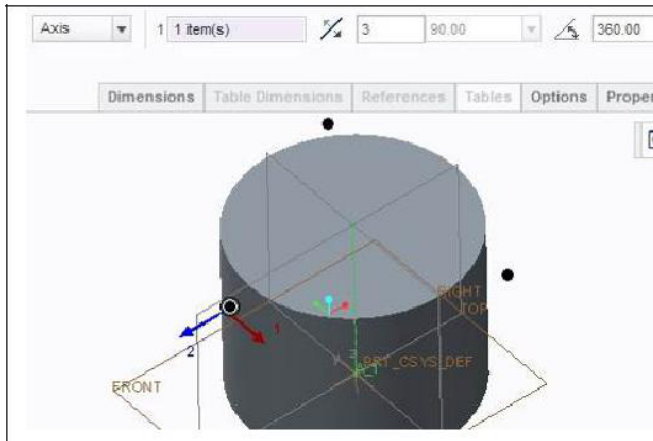 Axis 1 1 item(s) 3 90.00 360.00
Dimensions Table Dimensions References Tables Options Proper
RIGHT
TOP
1
2
PRT_CSYS_DEF
FRONT